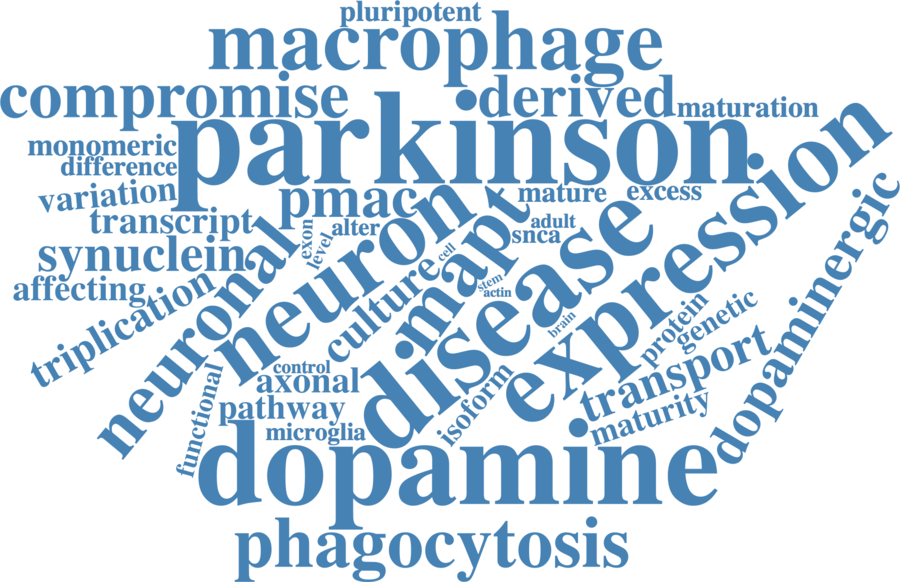 pluripotent
macrophage
compromise
derived
maturation
parkinson
monomeric
difference
variation
pmac
mature
excess
transcript
exon
level
alter
adult
snca
synuclein
affecting
triplication
neuronal
neuron
culture
cell
imapt
stem
actin
disease
expression
brain
protein
genetic
dopaminergic
control
axonal
functional
pathway
microglia
isoform
transport
maturity
dopamine
phagocytosis